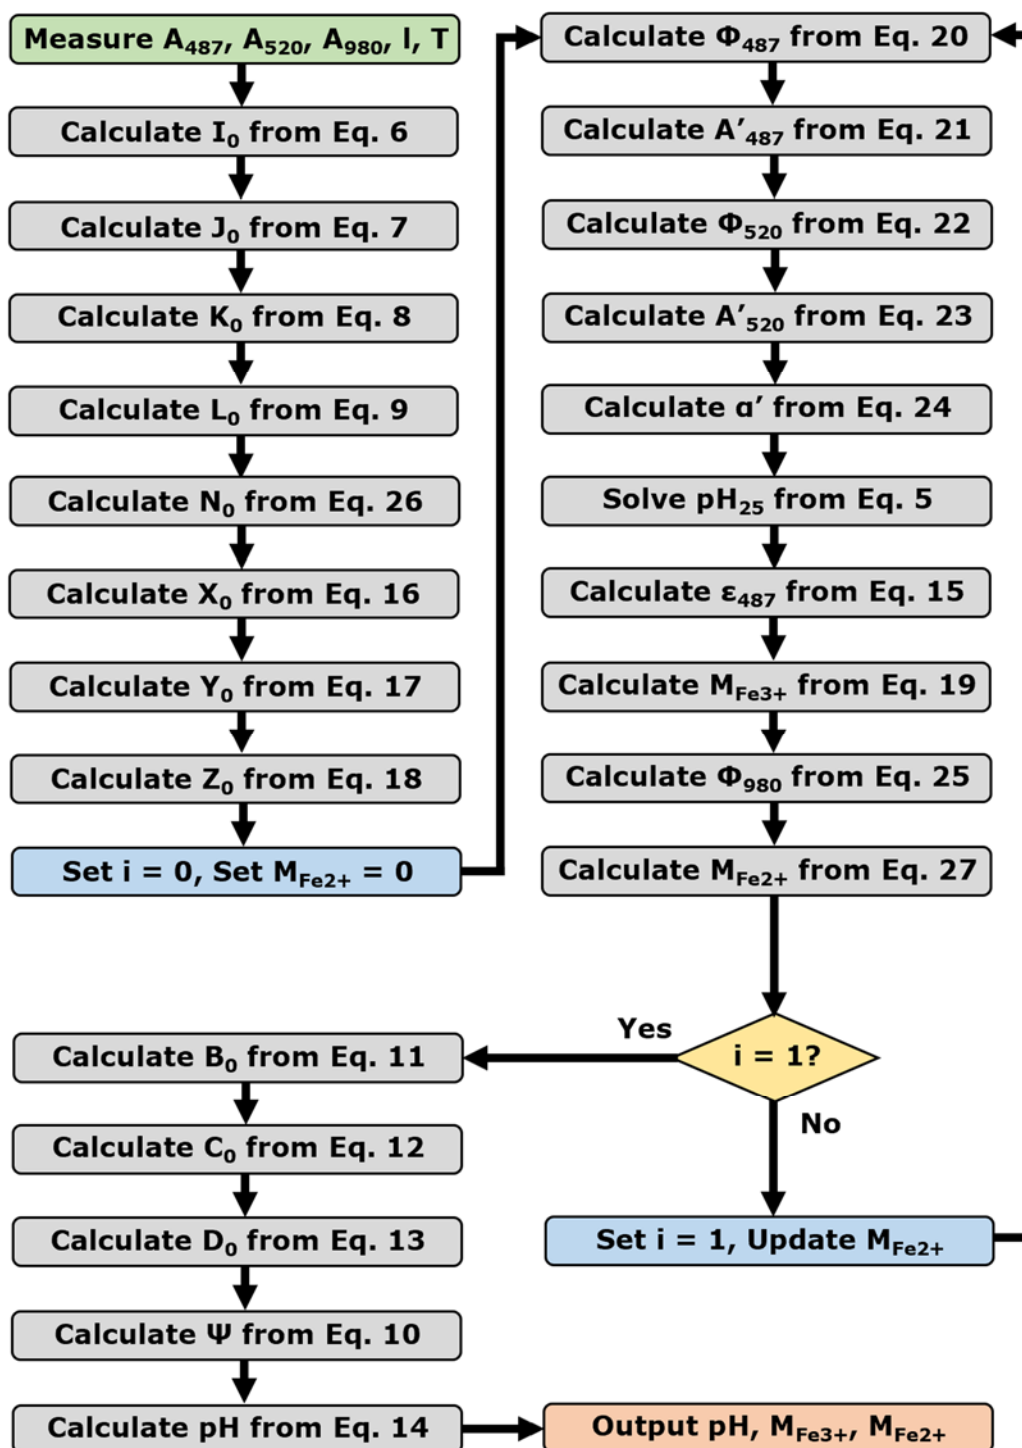 Measure A₄₈₇, A₅₂₀, A₉₈₀, I, T
Calculate I₀ from Eq. 6
Calculate J₀ from Eq. 7
Calculate K₀ from Eq. 8
Calculate L₀ from Eq. 9
Calculate N₀ from Eq. 26
Calculate X₀ from Eq. 16
Calculate Y₀ from Eq. 17
Calculate Z₀ from Eq. 18
Set i = 0, Set M_Fe2+ = 0
Calculate Φ₄₈₇ from Eq. 20
Calculate A′₄₈₇ from Eq. 21
Calculate Φ₅₂₀ from Eq. 22
Calculate A′₅₂₀ from Eq. 23
Calculate α′ from Eq. 24
Solve pH₂₅ from Eq. 5
Calculate ε₄₈₇ from Eq. 15
Calculate M_Fe3+ from Eq. 19
Calculate Φ₉₈₀ from Eq. 25
Calculate M_Fe2+ from Eq. 27
i = 1?
Yes
No
Set i = 1, Update M_Fe2+
Calculate B₀ from Eq. 11
Calculate C₀ from Eq. 12
Calculate D₀ from Eq. 13
Calculate Ψ from Eq. 10
Calculate pH from Eq. 14
Output pH, M_Fe3+, M_Fe2+